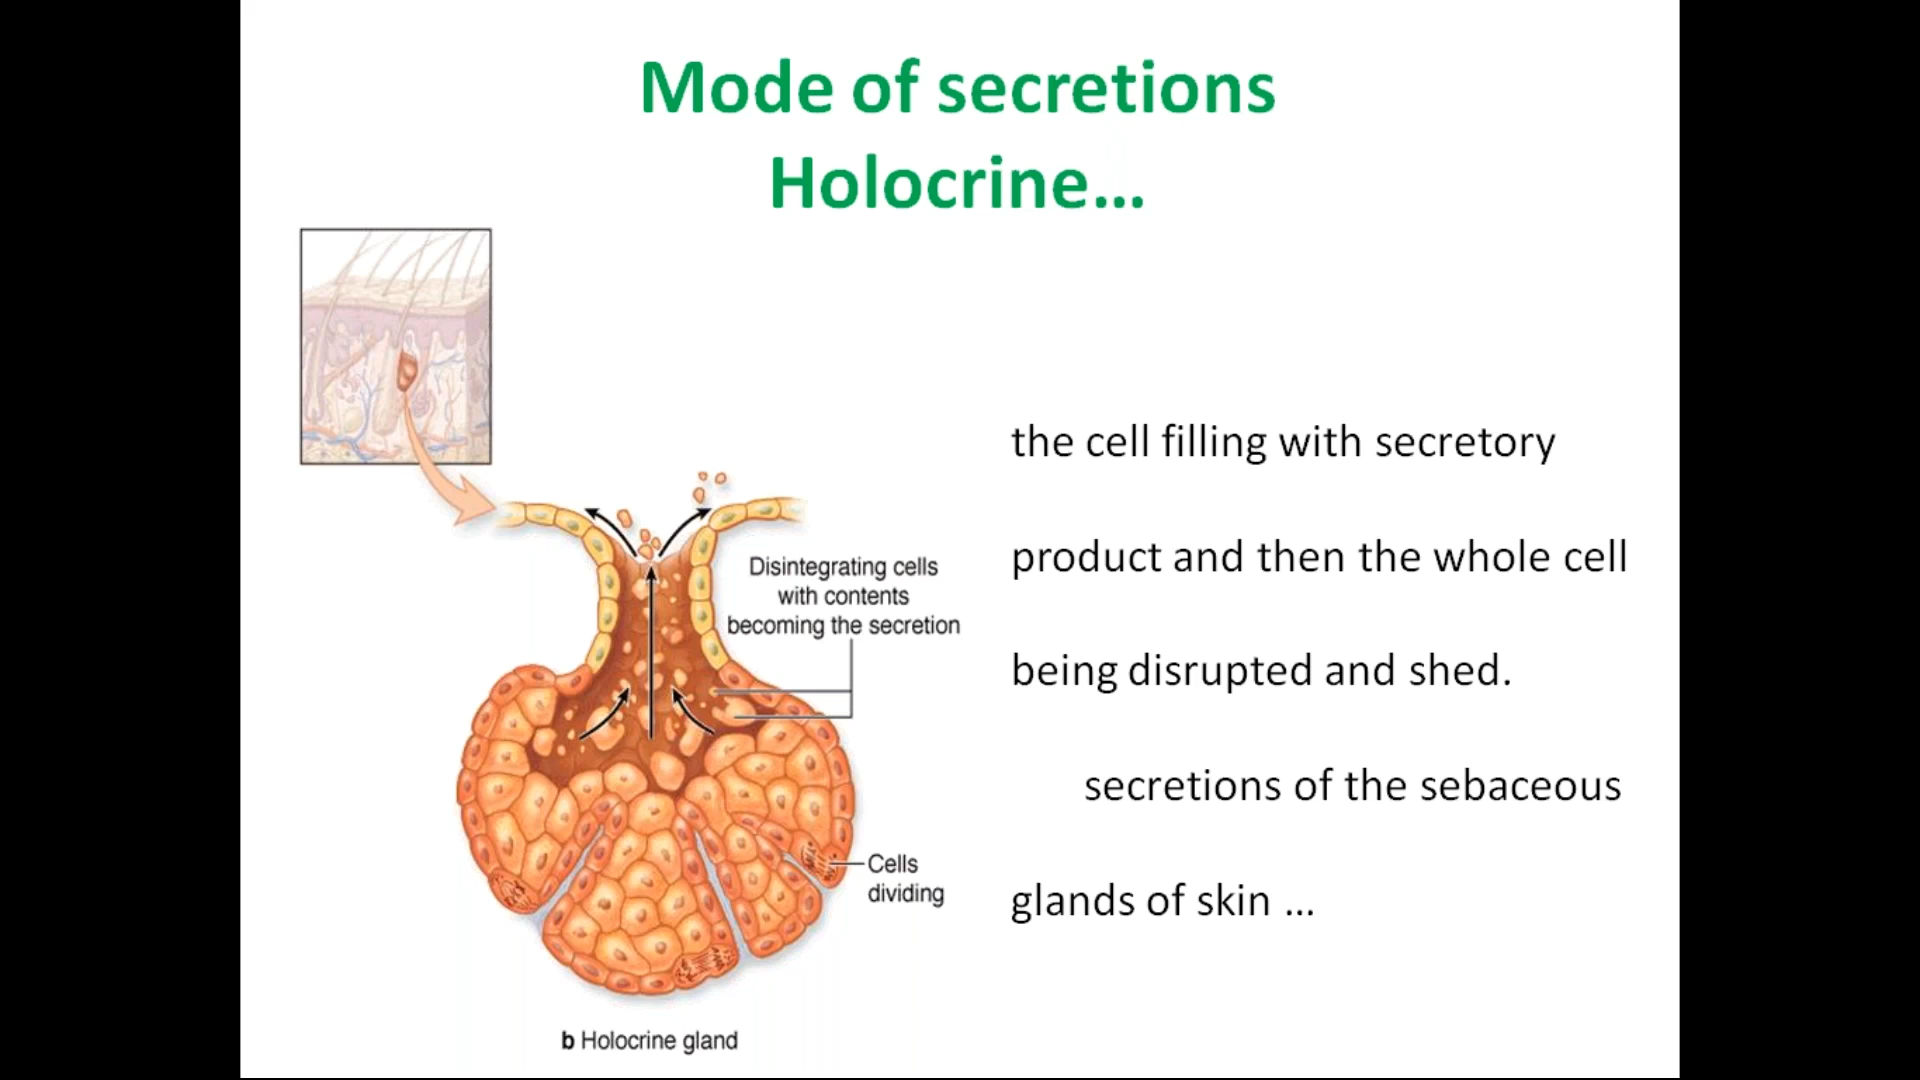 Mode of secretions
Holocrine...
the cell filling with secretory
product and then the whole cell
being disrupted and shed.
secretions of the sebaceous
glands of skin ...
Disintegrating cells
with contents
becoming the secretion
Cells
dividing
b Holocrine gland